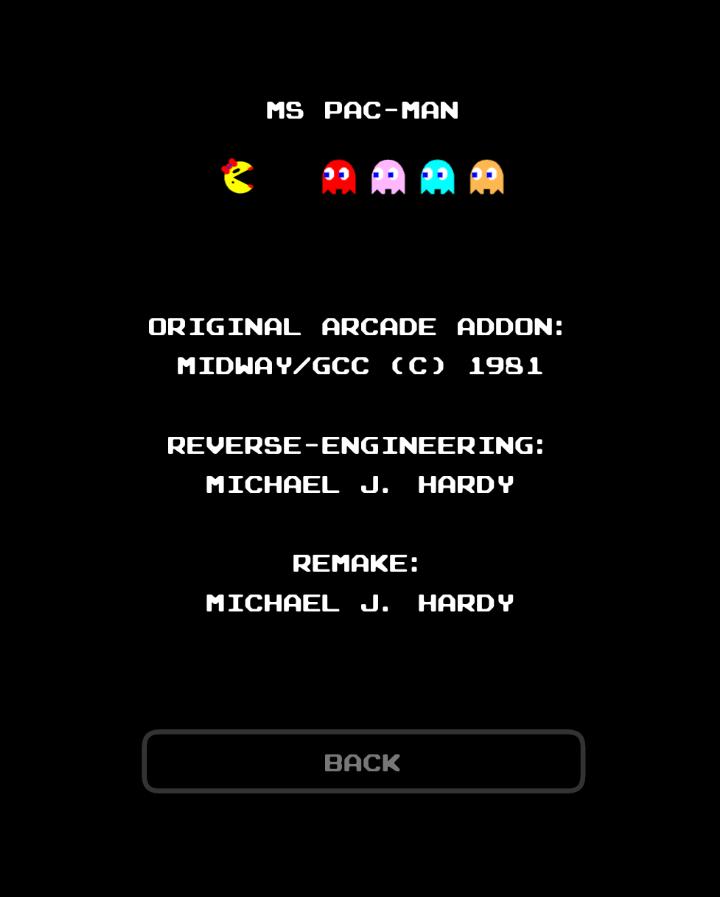 MS PAC-MAN
ORIGINAL ARCADE ADDON:
MIDWAY/GCC (C) 1981
REVERSE-ENGINEERING:
MICHAEL J. HARDY
REMAKE:
MICHAEL J. HARDY
BACK